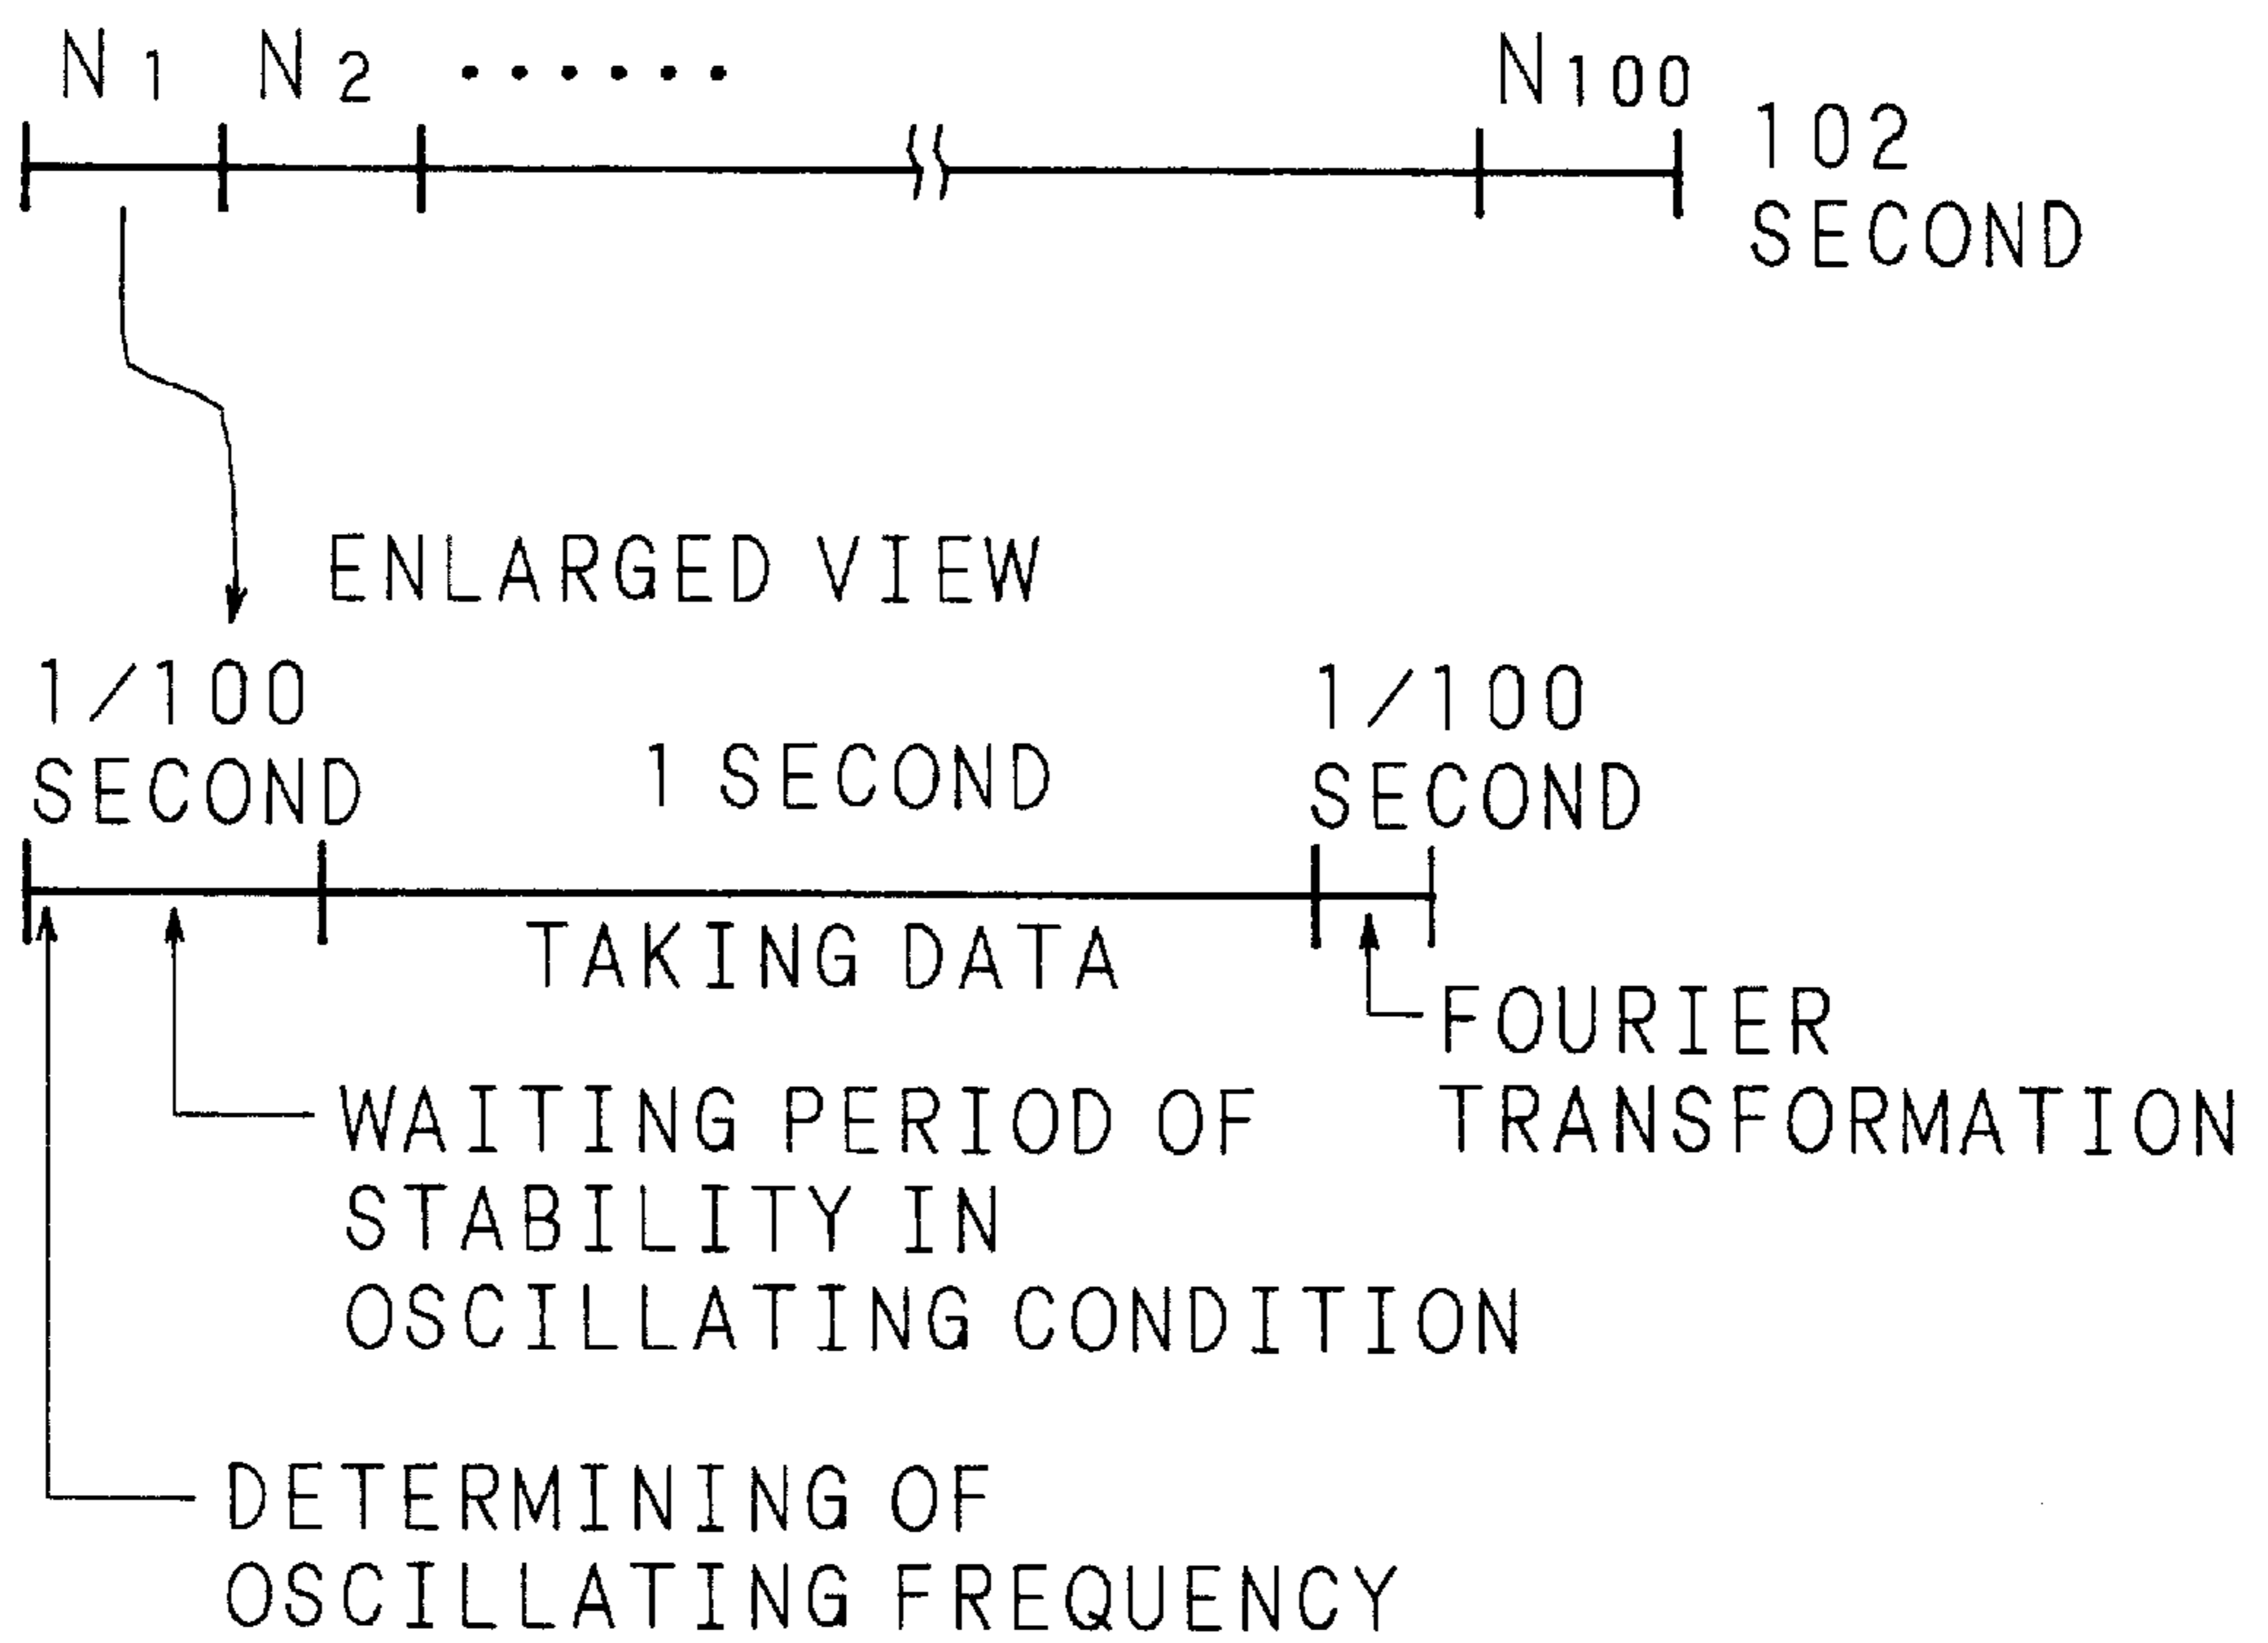 N1 N2 ...... N100
102
SECOND
ENLARGED VIEW
1/100
SECOND
1 SECOND
1/100
SECOND
TAKING DATA
FOURIER
TRANSFORMATION
WAITING PERIOD OF
STABILITY IN
OSCILLATING CONDITION
DETERMINING OF
OSCILLATING FREQUENCY